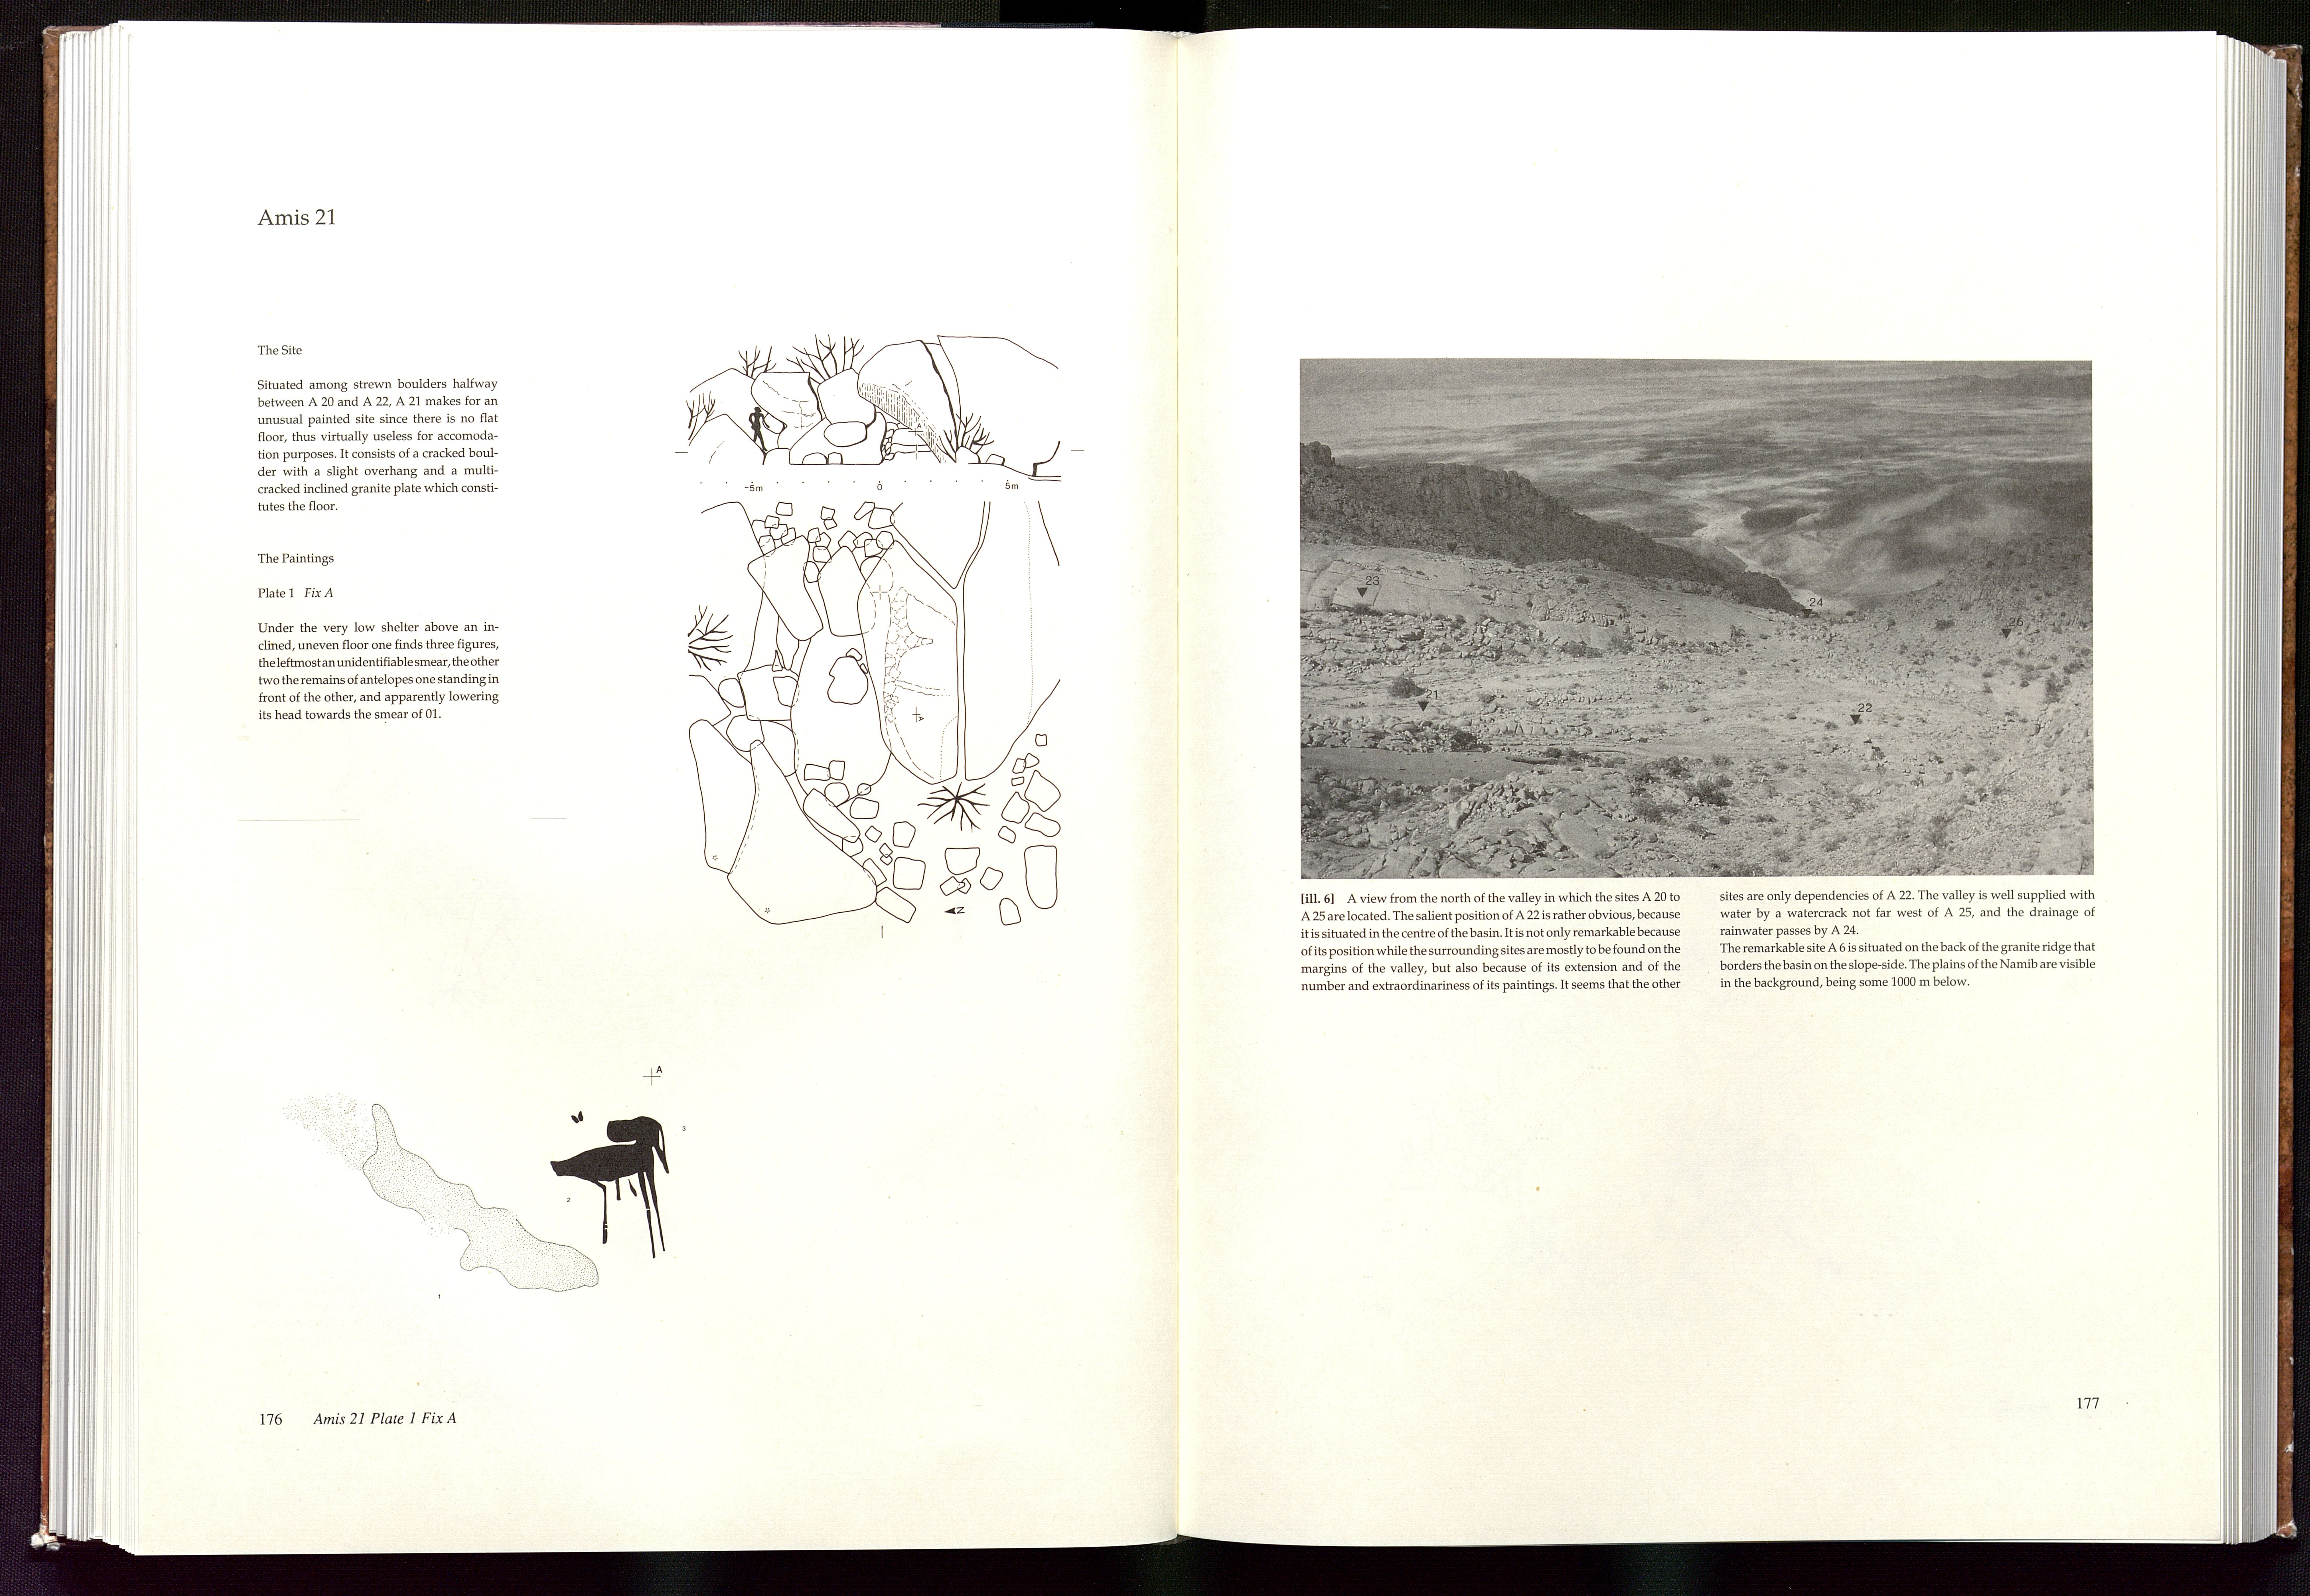 Amis 21
The Site
Situated among strewn boulders halfway
between A 20 and A 22, A 21 makes for an
unusual painted site since there is no flat
floor, thus virtually useless for accomoda-
tion purposes. It consists of a cracked boul-
der with a slight overhang and a multi-
cracked inclined granite plate which consti-
tutes the floor.
The Paintings
Plate 1 Fix A
Under the very low shelter above an in-
clined, uneven floor one finds three figures,
the leftmost an unidentifiable smear, the other
two the remains of antelopes one standing in
front of the other, and apparently lowering
its head towards the smear of 01.
A
-5m 0 5m
A
N
A
3
2
1
176 Amis 21 Plate 1 Fix A
23
24
21
22
[ill. 6] A view from the north of the valley in which the sites A 20 to
A 25 are located. The salient position of A 22 is rather obvious, because
it is situated in the centre of the basin. It is not only remarkable because
of its position while the surrounding sites are mostly to be found on the
margins of the valley, but also because of its extension and of the
number and extraordinariness of its paintings. It seems that the other
sites are only dependencies of A 22. The valley is well supplied with
water by a watercrack not far west of A 25, and the drainage of
rainwater passes by A 24.
The remarkable site A 6 is situated on the back of the granite ridge that
borders the basin on the slope-side. The plains of the Namib are visible
in the background, being some 1000 m below.
177